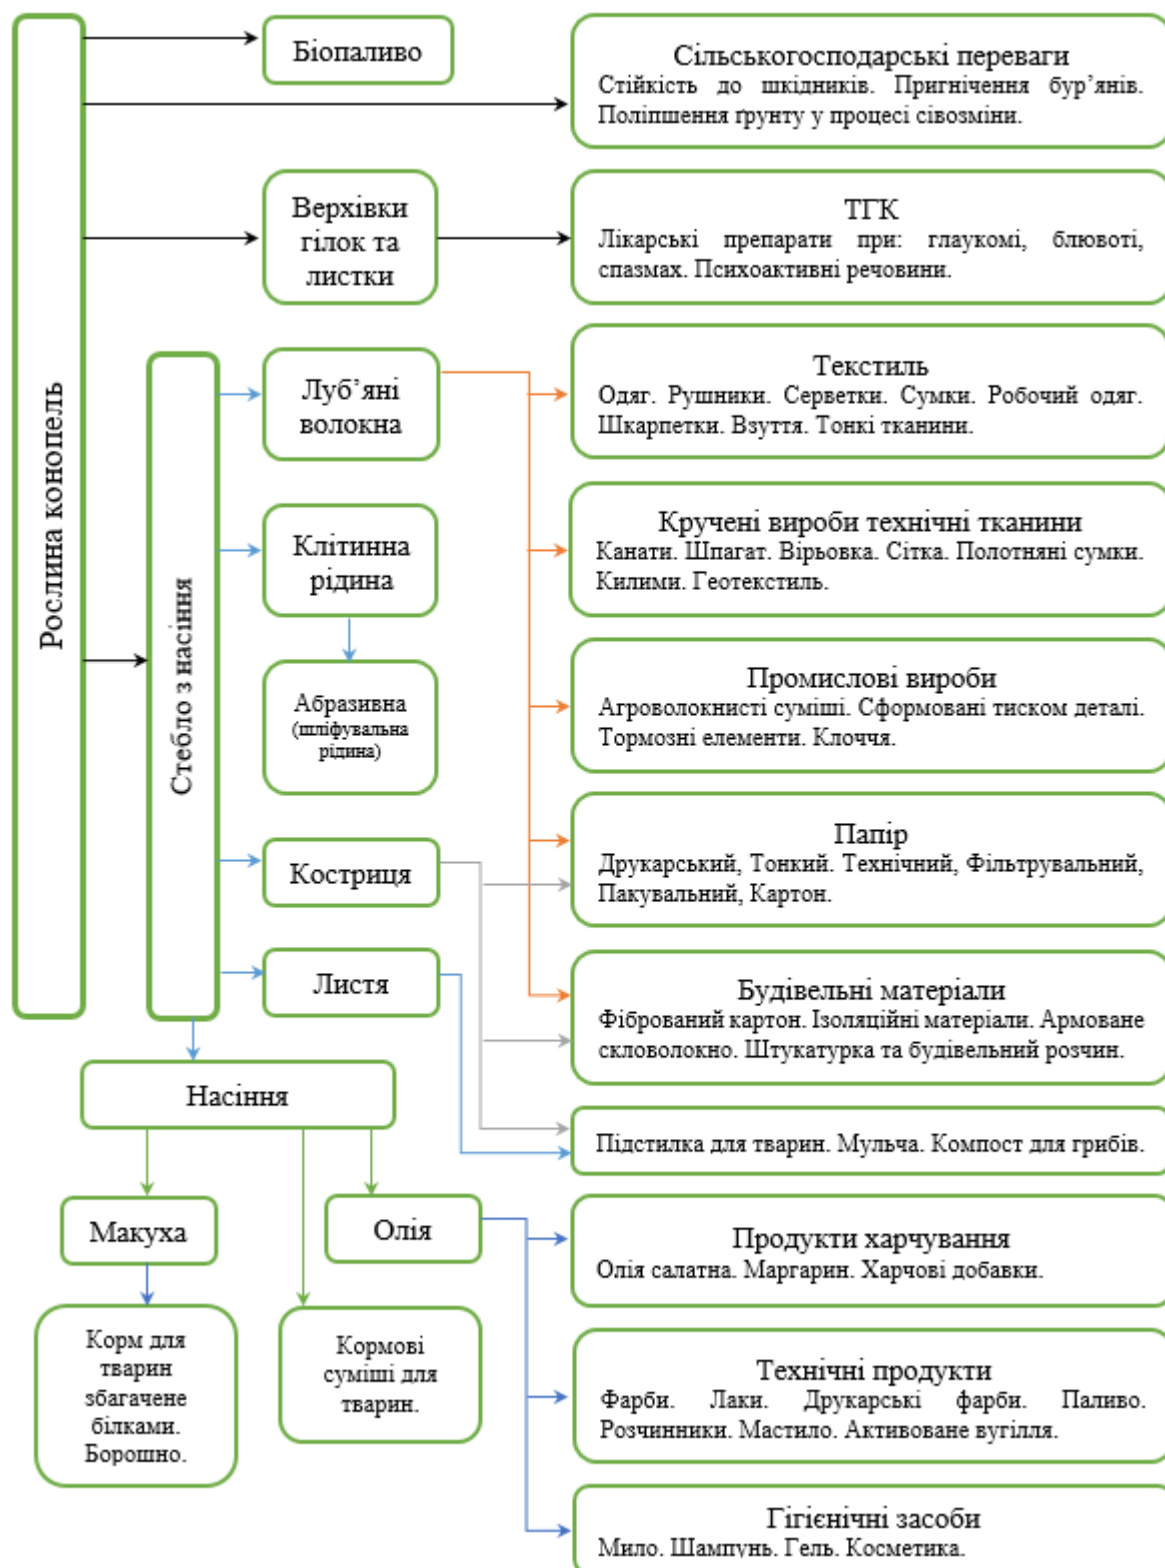 Рослина конопель
Біопаливо
Сільськогосподарські переваги
Стійкість до шкідників. Пригнічення бур’янів.
Поліпшення ґрунту у процесі сівозміни.
Верхівки
гілок та
листки
ТГК
Лікарські препарати при: глаукомі, блювоті,
спазмах. Психоактивні речовини.
Стебло з насіння
Луб’яні
волокна
Текстиль
Одяг. Рушники. Серветки. Сумки. Робочий одяг.
Шкарпетки. Взуття. Тонкі тканини.
Клітинна
рідина
Кручені вироби технічні тканини
Канати. Шпагат. Вірьовка. Сітка. Полотняні сумки.
Килими. Геотекстиль.
Абразивна
(шліфувальна
рідина)
Промислові вироби
Агроволокнисті суміші. Сформовані тиском деталі.
Тормозні елементи. Клоччя.
Костриця
Папір
Друкарський, Тонкий. Технічний, Фільтрувальний,
Пакувальний, Картон.
Листя
Будівельні матеріали
Фібрований картон. Ізоляційні матеріали. Армоване
скловолокно. Штукатурка та будівельний розчин.
Насіння
Підстилка для тварин. Мульча. Компост для грибів.
Макуха
Олія
Продукти харчування
Олія салатна. Маргарин. Харчові добавки.
Корм для
тварин
збагачене
білками.
Борошно.
Кормові
суміші для
тварин.
Технічні продукти
Фарби. Лаки. Друкарські фарби. Паливо.
Розчинники. Мастило. Активоване вугілля.
Гігієнічні засоби
Мило. Шампунь. Гель. Косметика.